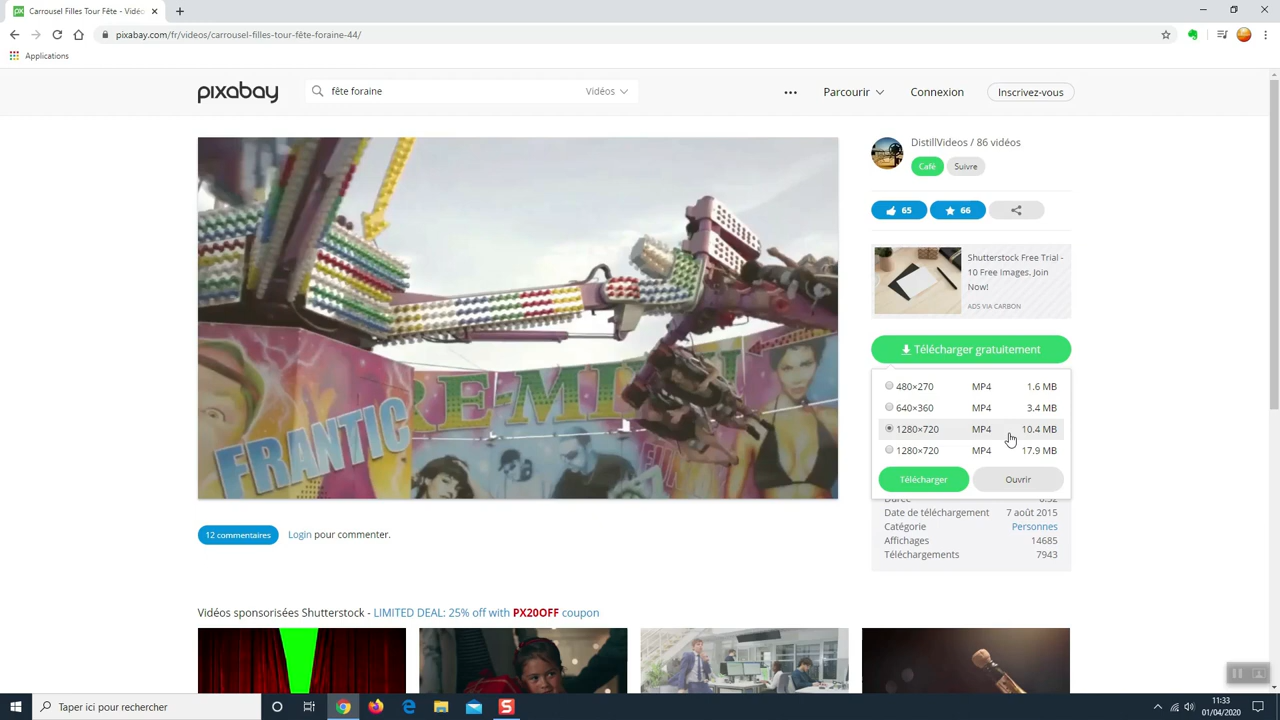 Carrousel Filles Tour Fête - Vidéo
pixabay.com/fr/videos/carrousel-filles-tour-fête-foraine-44/
Applications
pixabay
fête foraine
Vidéos
Parcourir
Connexion
Inscrivez-vous
DistillVideos / 86 vidéos
Café
Suivre
65
66
Shutterstock Free Trial -
10 Free Images. Join
Now!
ADS VIA CARBON
Télécharger gratuitement
480×270 MP4 1.6 MB
640×360 MP4 3.4 MB
1280×720 MP4 10.4 MB
1280×720 MP4 17.9 MB
Télécharger
Ouvrir
Durée 0:32
Date de téléchargement 7 août 2015
Catégorie Personnes
Affichages 14685
Téléchargements 7943
FRANTIC
REMI
12 commentaires
Login pour commenter.
Vidéos sponsorisées Shutterstock - LIMITED DEAL: 25% off with PX20OFF coupon
Taper ici pour rechercher
11:33
01/04/2020